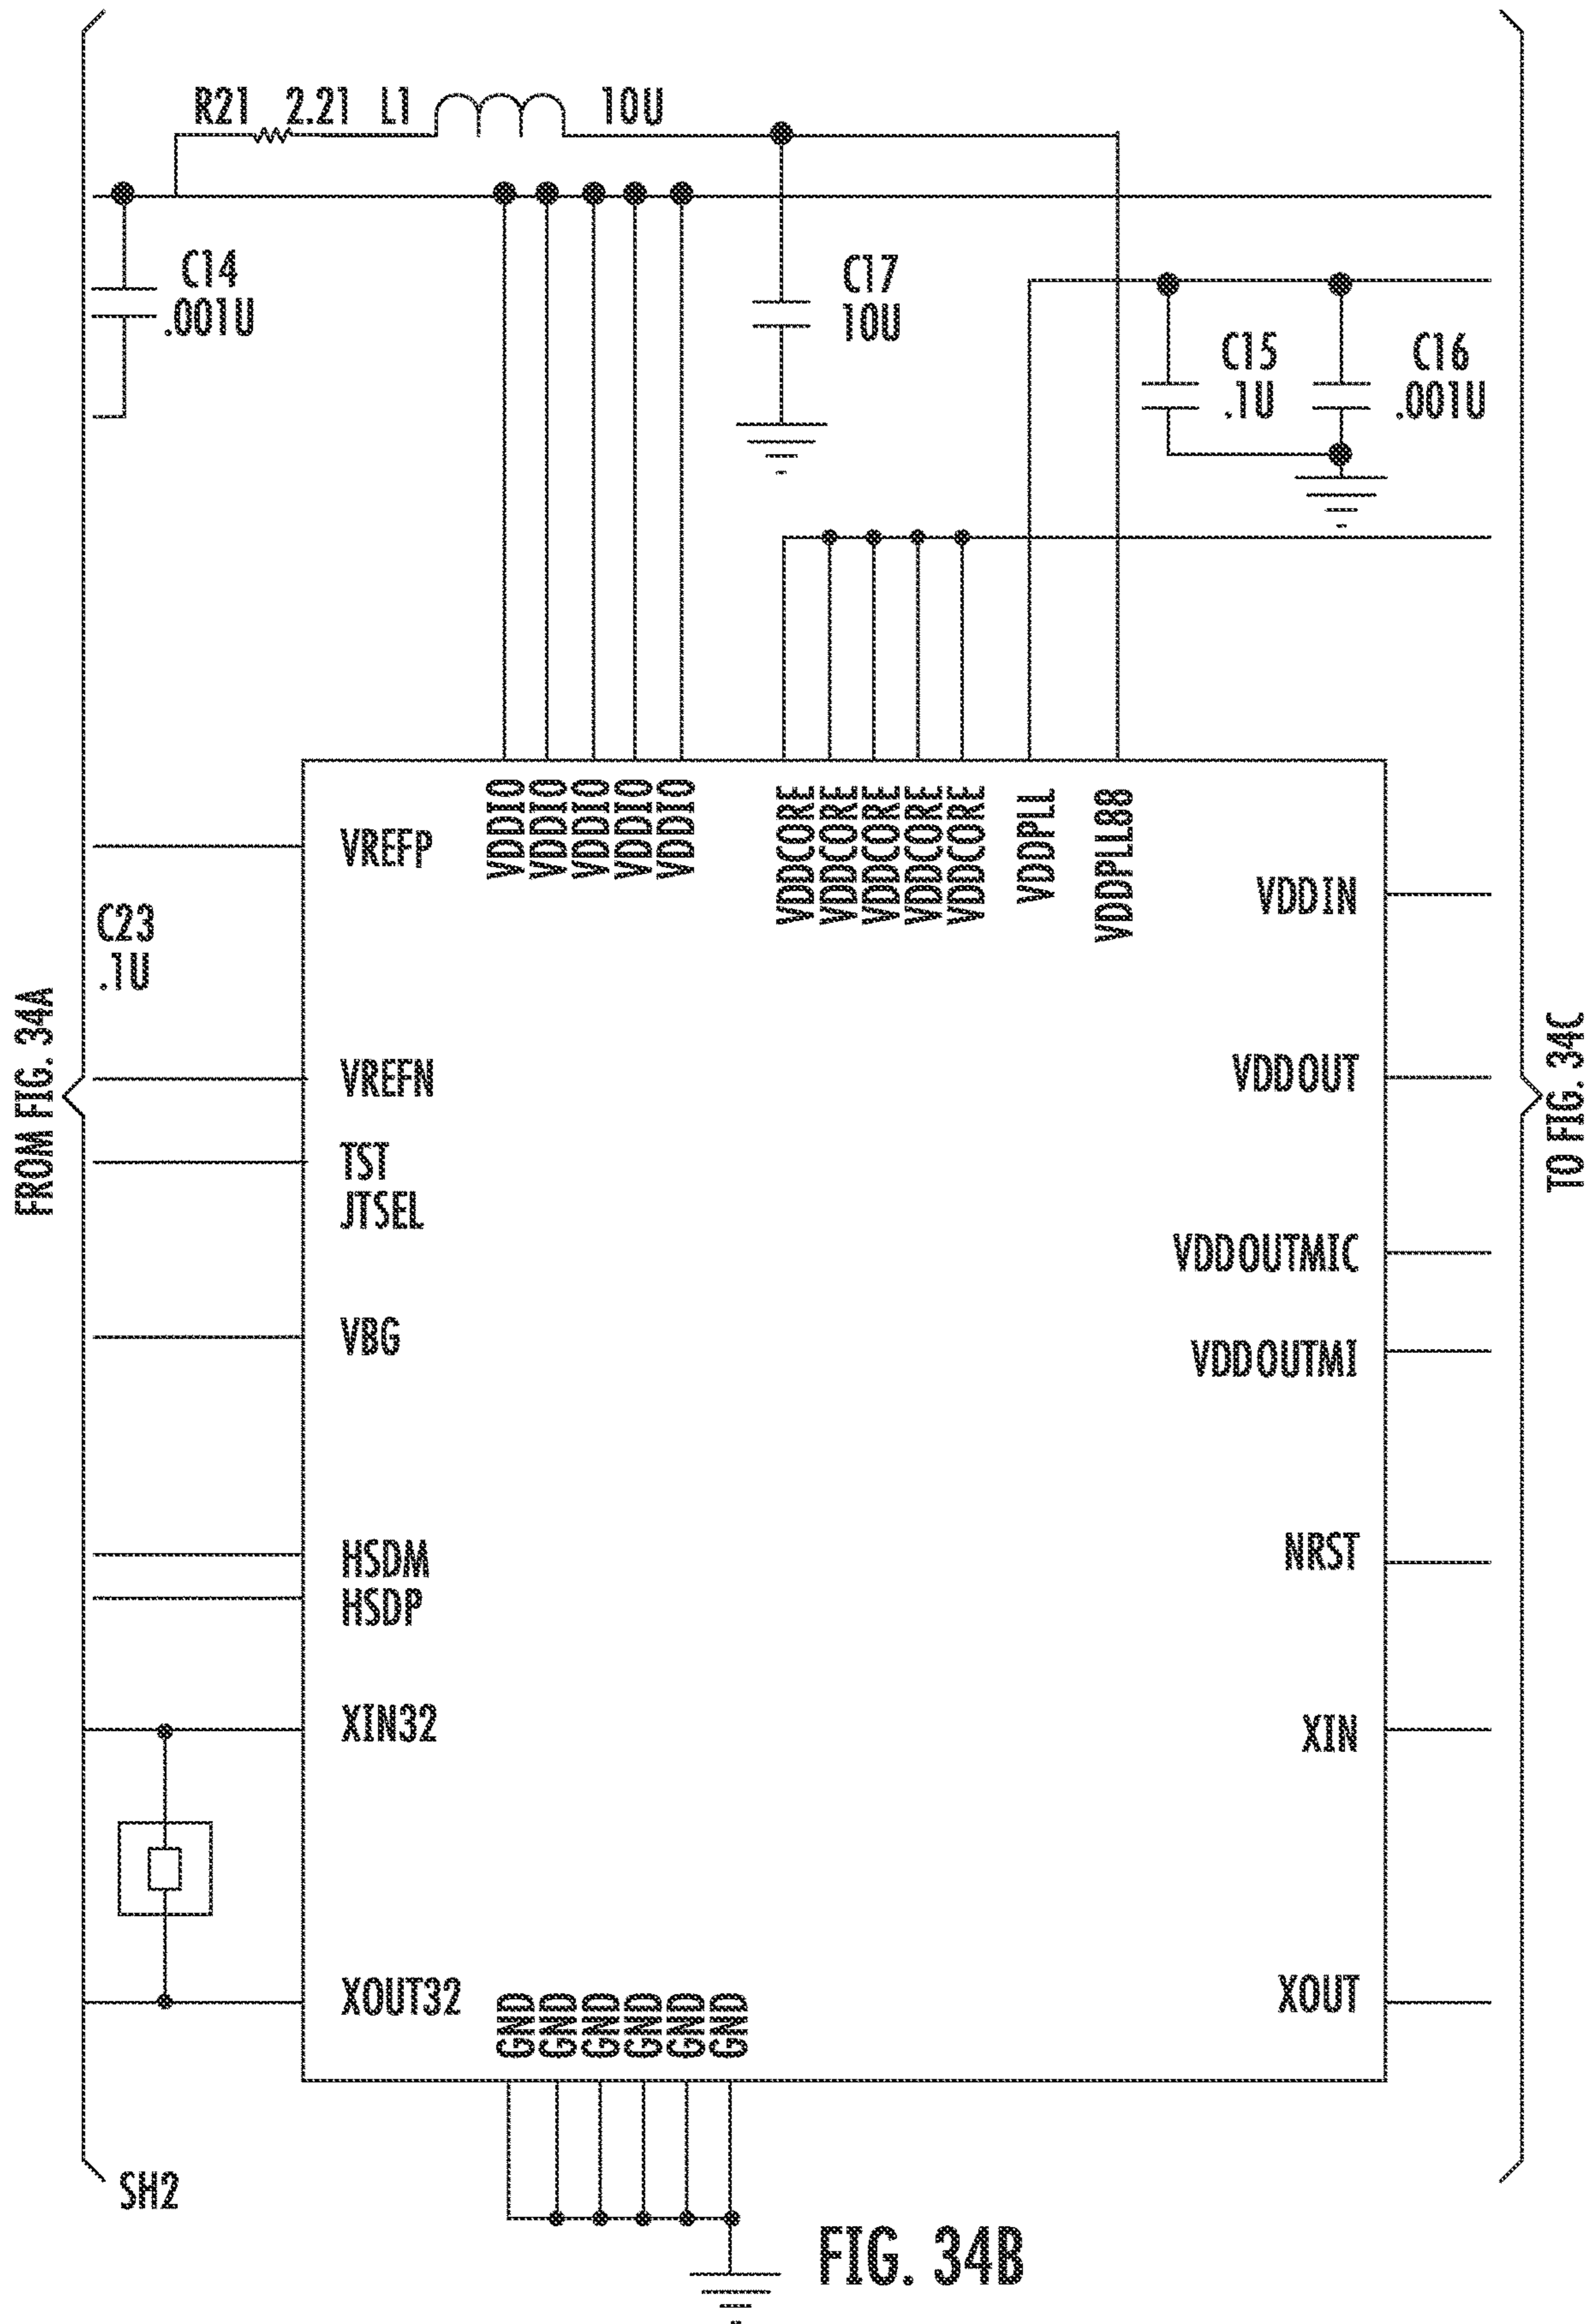 R21 2.21 L1 10U
C14
.001U
C17
10U
C15
.1U
C16
.001U
VDDIO
VDDIO
VDDIO
VDDIO
VDDIO
VDDCORE
VDDCORE
VDDCORE
VDDCORE
VDDCORE
VDDPLL
VDDPLL88
VREFP
C23
.1U
VREFN
TST
JTSEL
VBG
HSDM
HSDP
XIN32
XOUT32
VDDIN
VDDOUT
VDDOUTMIC
VDDOUTMI
NRST
XIN
XOUT
GND
GND
GND
GND
GND
GND
FROM FIG. 34A
TO FIG. 34C
SH2
FIG. 34B